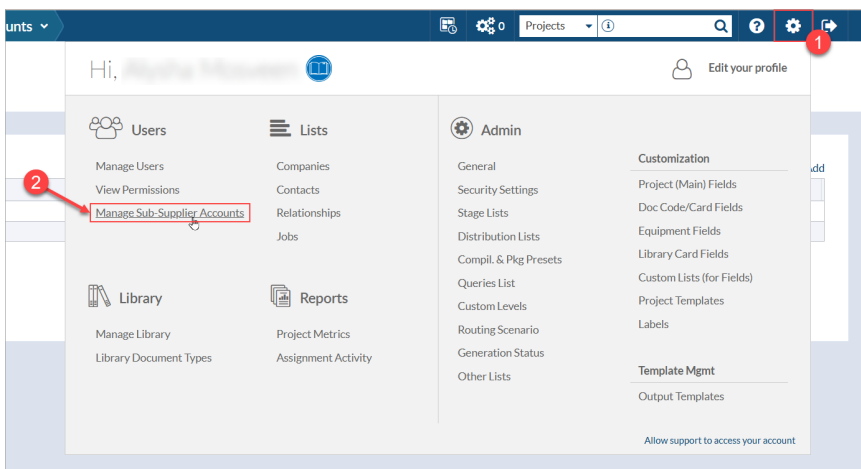 unts
0
Projects
1
Hi,
Edit your profile
Users
Manage Users
View Permissions
2
Manage Sub-Supplier Accounts
Lists
Companies
Contacts
Relationships
Jobs
Library
Manage Library
Library Document Types
Reports
Project Metrics
Assignment Activity
Admin
General
Security Settings
Stage Lists
Distribution Lists
Compil. & Pkg Presets
Queries List
Custom Levels
Routing Scenario
Generation Status
Other Lists
Customization
Project (Main) Fields
Doc Code/Card Fields
Equipment Fields
Library Card Fields
Custom Lists (for Fields)
Project Templates
Labels
Template Mgmt
Output Templates
Allow support to access your account
dd